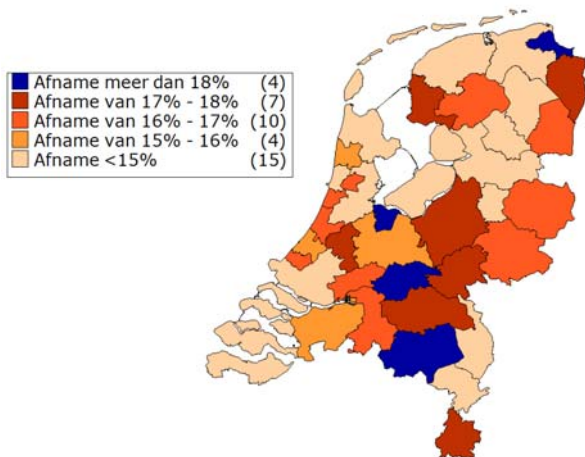 Afname meer dan 18% (4)
Afname van 17% - 18% (7)
Afname van 16% - 17% (10)
Afname van 15% - 16% (4)
Afname <15% (15)